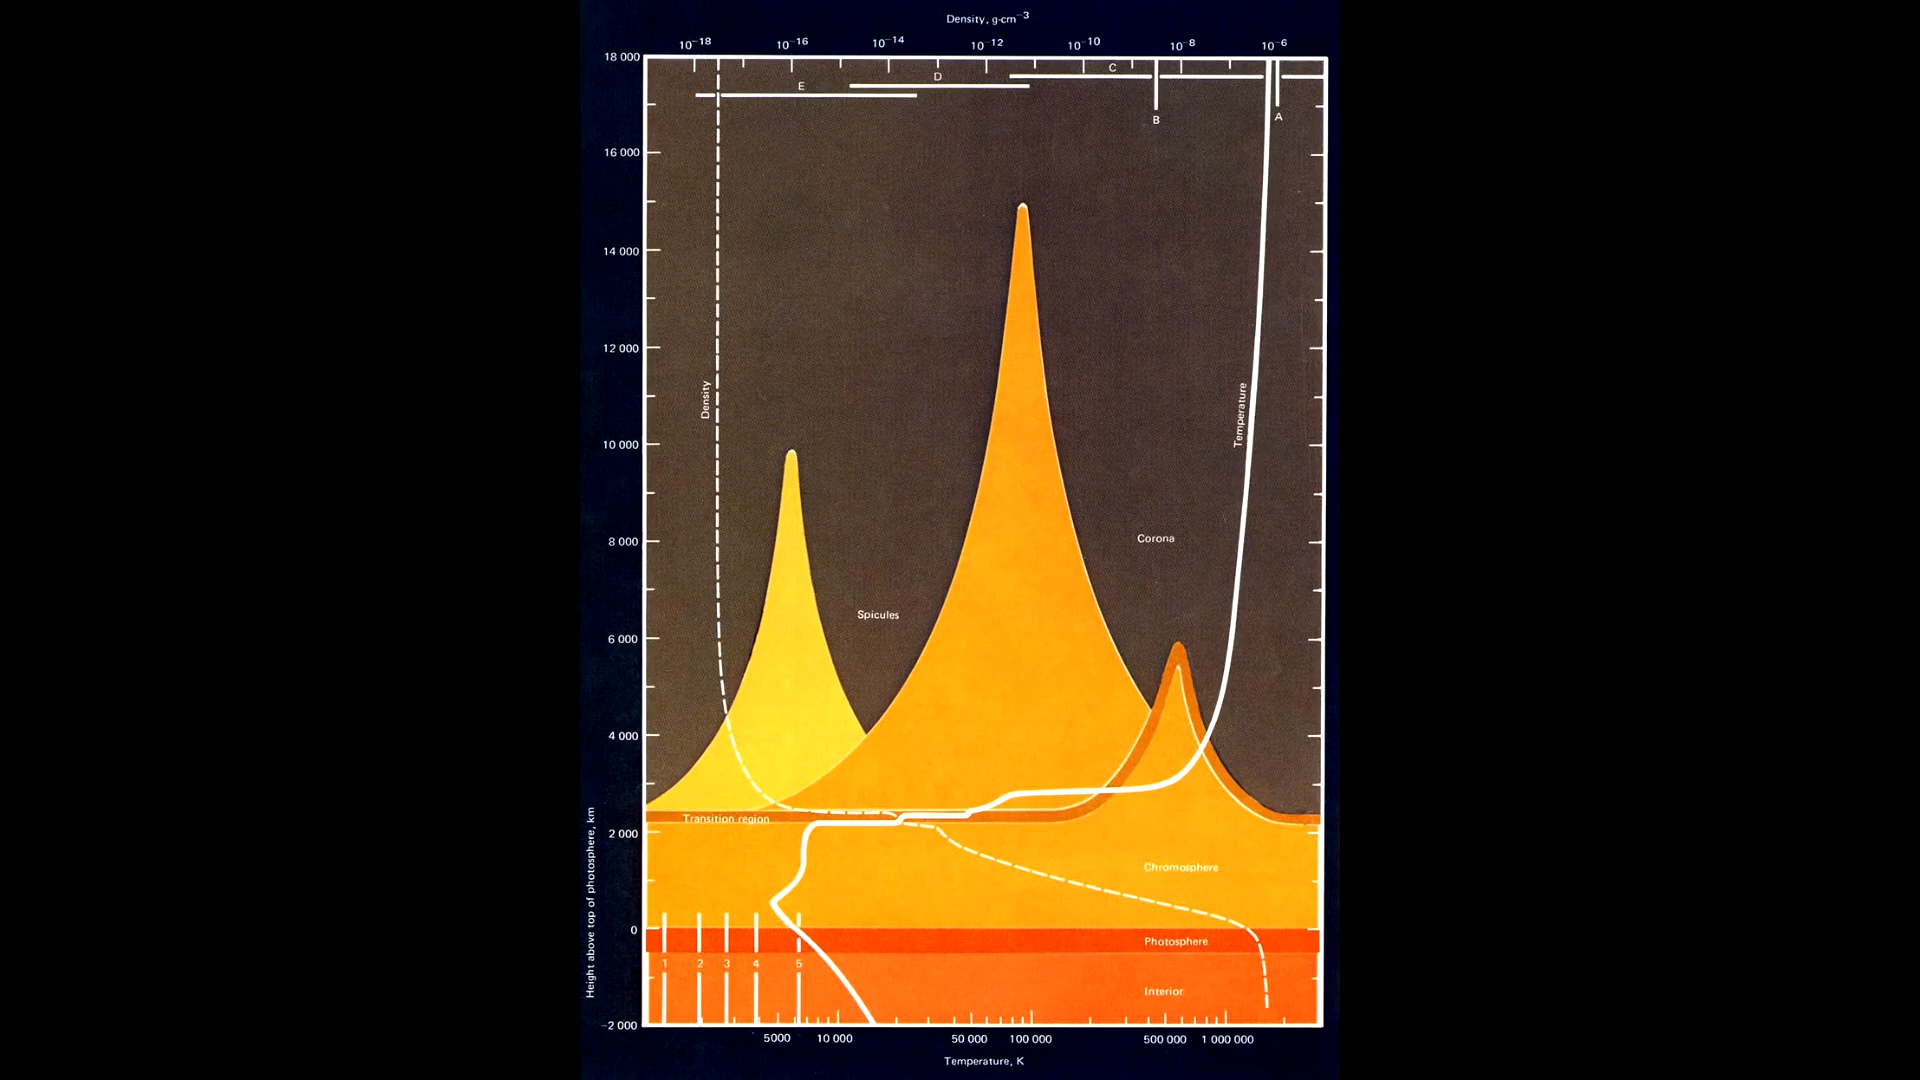 Density, g·cm⁻³
10⁻¹⁸ 10⁻¹⁶ 10⁻¹⁴ 10⁻¹² 10⁻¹⁰ 10⁻⁸ 10⁻⁶
18 000
C
D
E
B
A
16 000
14 000
12 000
Density
Temperature
10 000
8 000
Corona
Spicules
6 000
4 000
Transition region
2 000
Chromosphere
Height above top of photosphere, km
0
Photosphere
1 2 3 4 5
Interior
−2 000
5000 10 000 50 000 100 000 500 000 1 000 000
Temperature, K